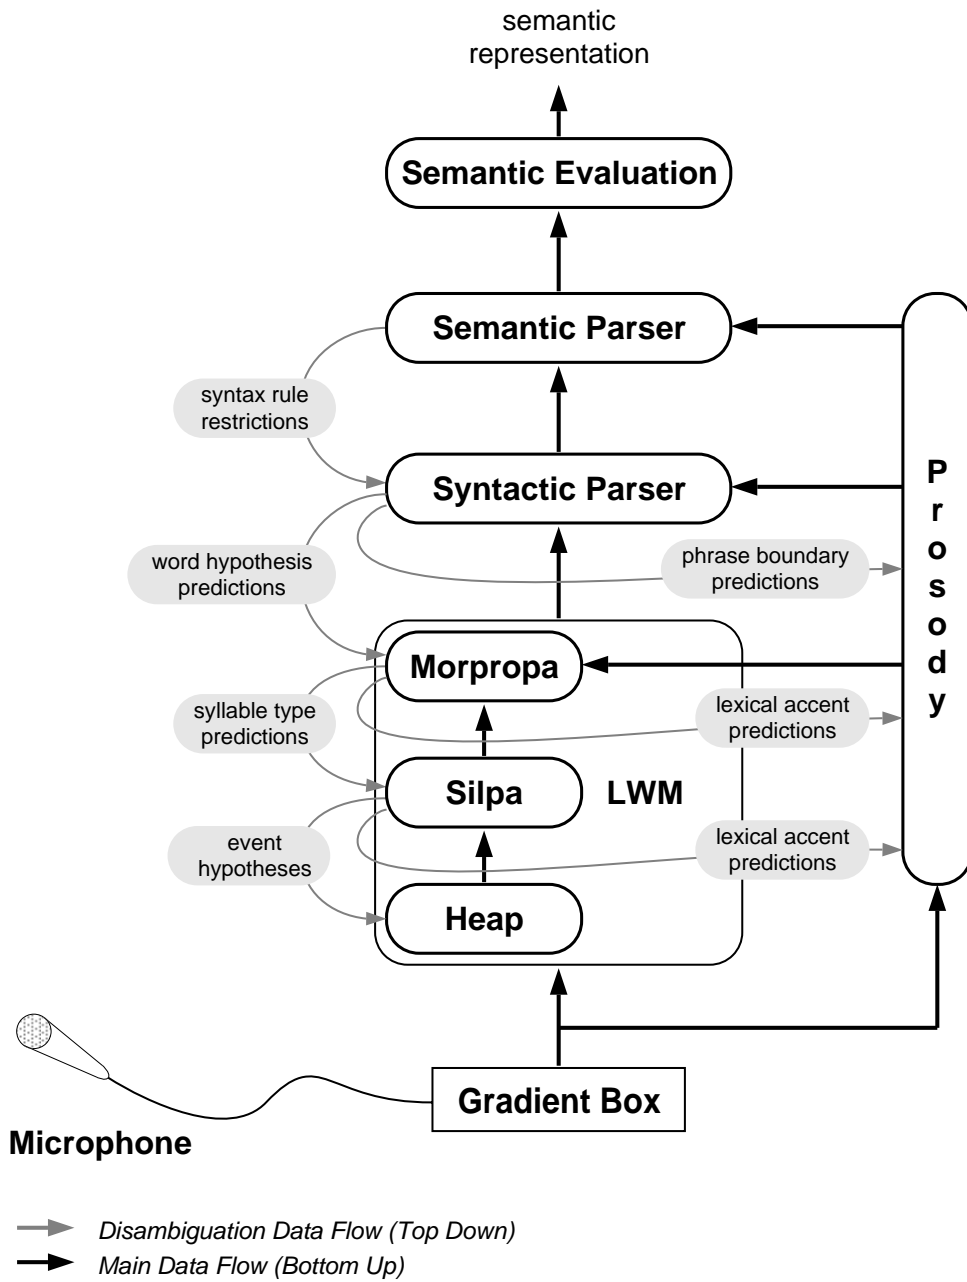 semantic
representation
Semantic Evaluation
Semantic Parser
syntax rule
restrictions
Syntactic Parser
Prosody
word hypothesis
predictions
phrase boundary
predictions
Morpropa
syllable type
predictions
lexical accent
predictions
Silpa
LWM
event
hypotheses
lexical accent
predictions
Heap
Gradient Box
Microphone
Disambiguation Data Flow (Top Down)
Main Data Flow (Bottom Up)